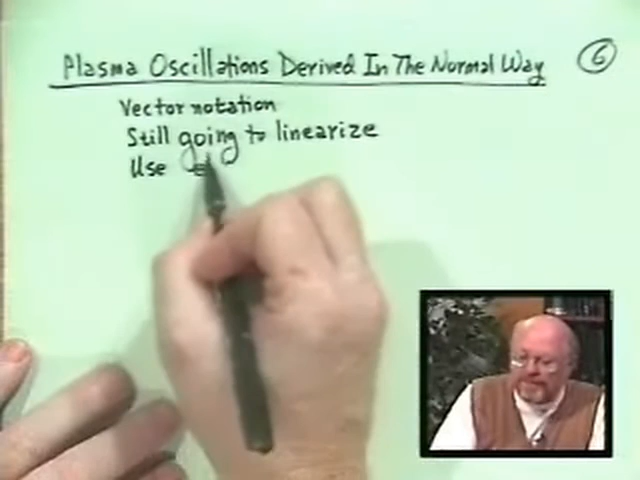 Plasma Oscillations Derived In The Normal Way 6
Vector notation
Still going to linearize
Use